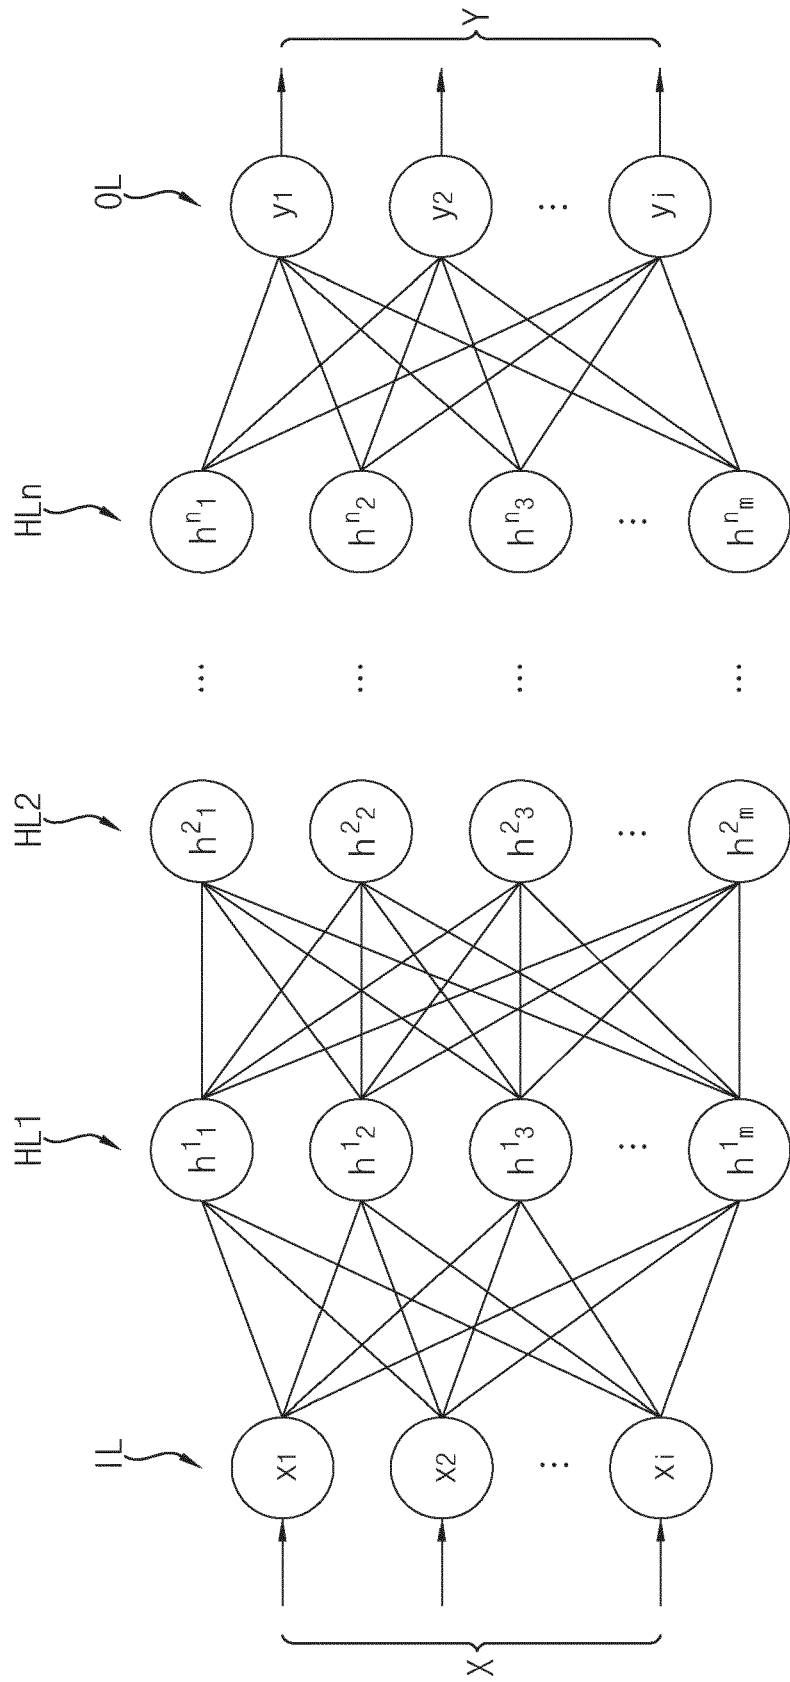 IL
HL1
HL2
HLn
OL
X
x1
x2
...
xi
h¹1
h¹2
h¹3
...
h¹m
h²1
h²2
h²3
...
h²m
...
...
...
...
hⁿ1
hⁿ2
hⁿ3
...
hⁿm
y1
y2
...
yj
Y